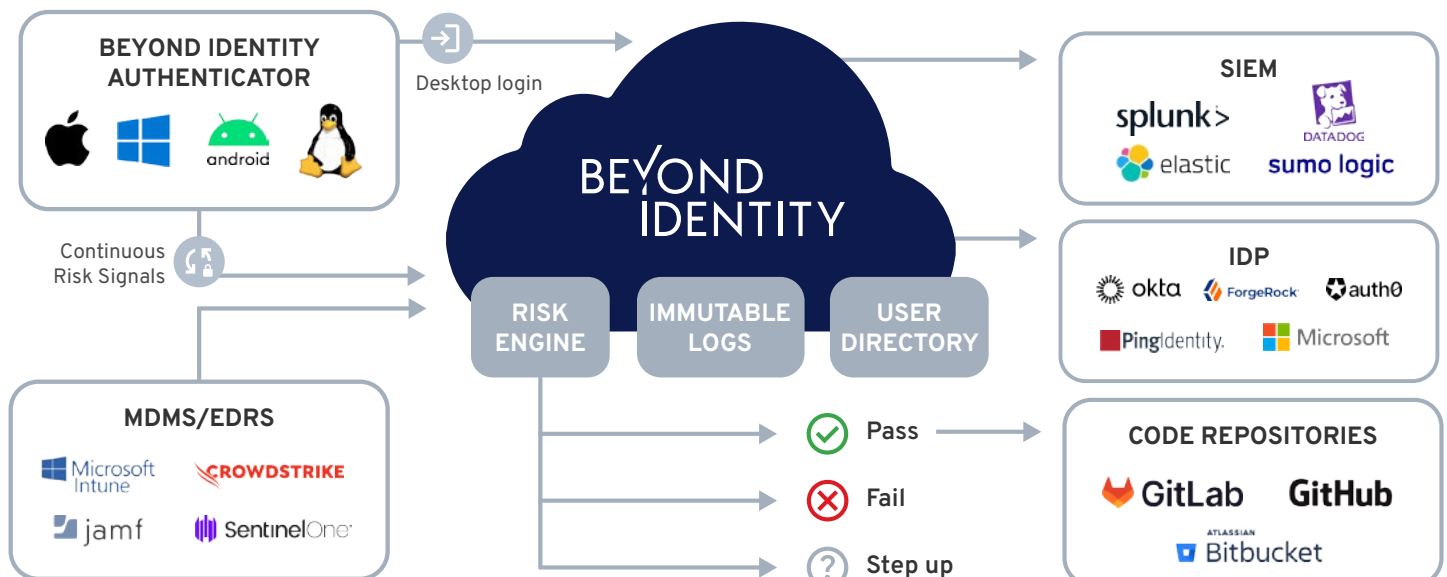 BEYOND IDENTITY
AUTHENTICATOR
android
Desktop login
Continuous
Risk Signals
MDMS/EDRS
Microsoft
Intune
CROWDSTRIKE
jamf
SentinelOne
BEYOND
IDENTITY
RISK
ENGINE
IMMUTABLE
LOGS
USER
DIRECTORY
Pass
Fail
Step up
SIEM
splunk>
DATADOG
elastic
sumo logic
IDP
okta
ForgeRock
auth0
PingIdentity.
Microsoft
CODE REPOSITORIES
GitLab
GitHub
ATLASSIAN
Bitbucket